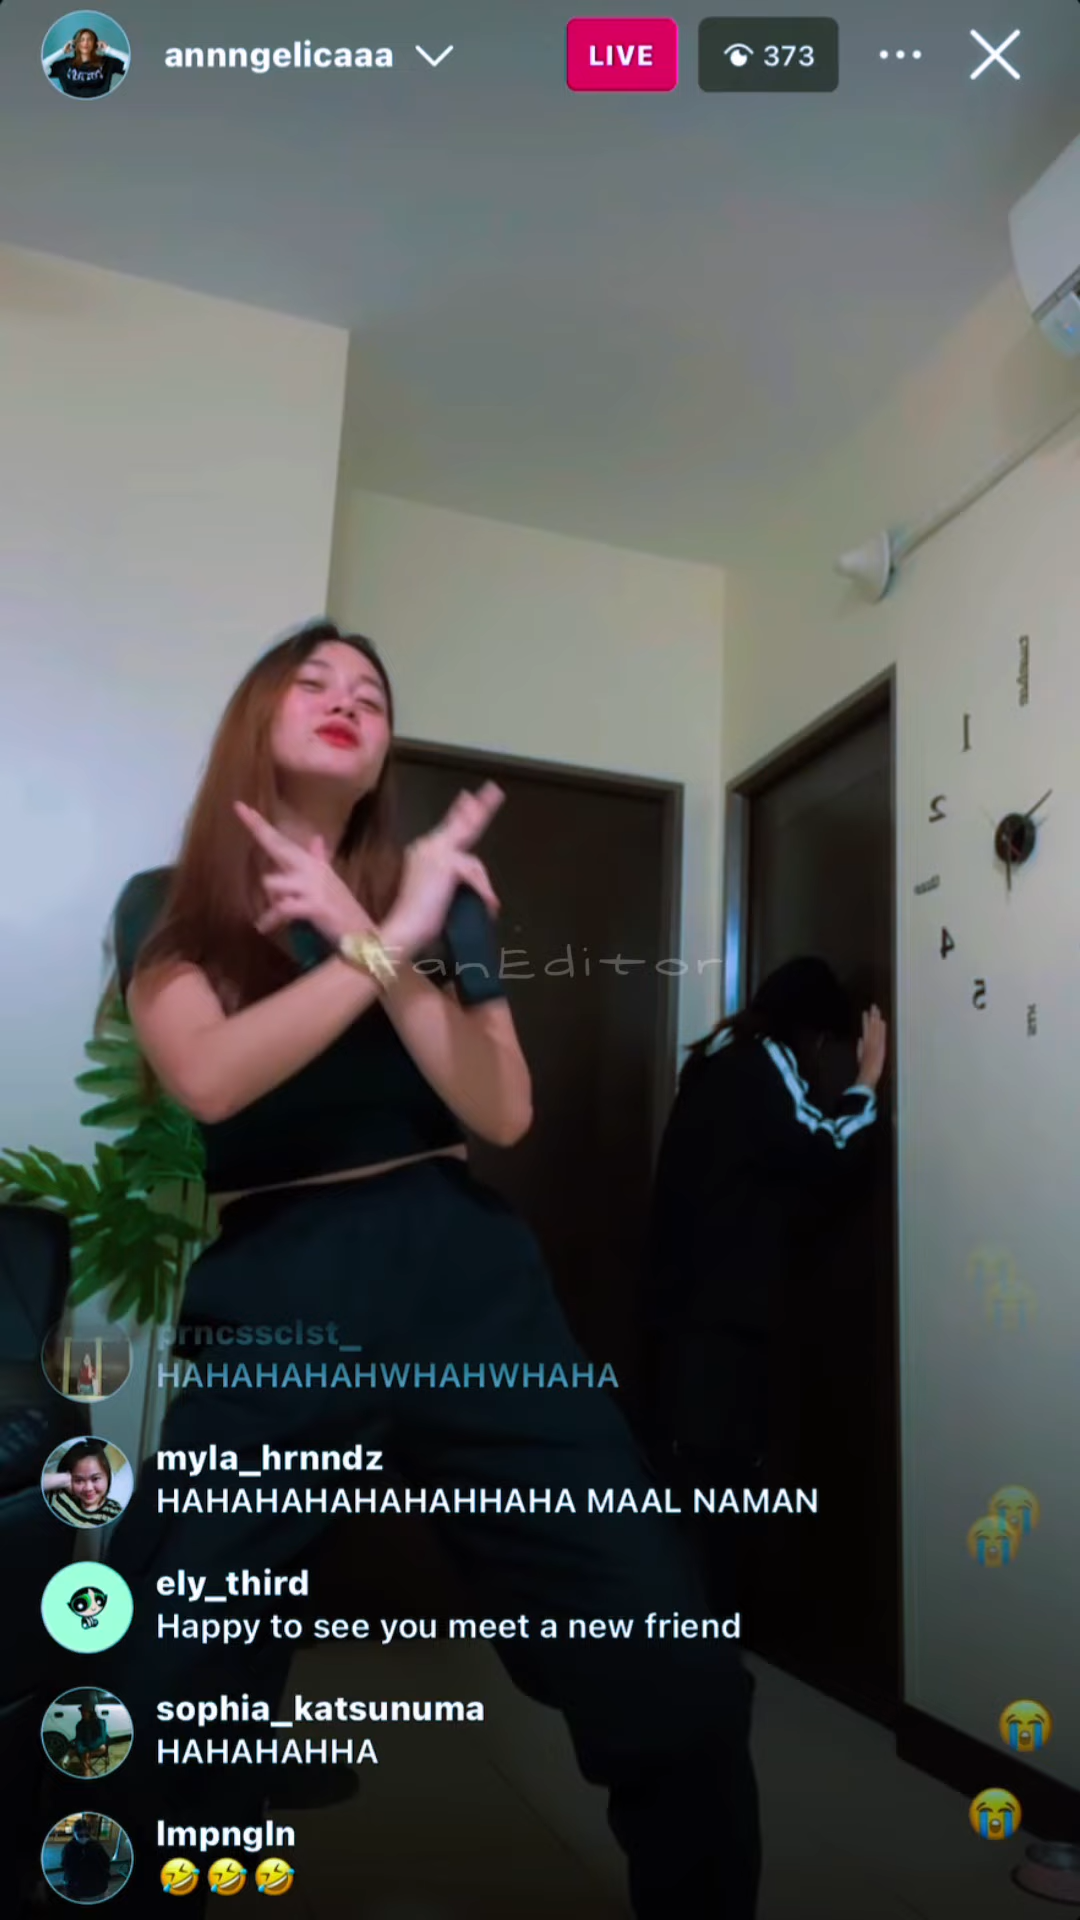 annngelicaaa
LIVE
373
1
2
4
5
FanEditor
prncssclst_
HAHAHAHAHWHAHWHAHA
myla_hrnndz
HAHAHAHAHAHAHHAHA MAAL NAMAN
ely_third
Happy to see you meet a new friend
sophia_katsunuma
HAHAHAHHA
lmpngln
🤣🤣🤣